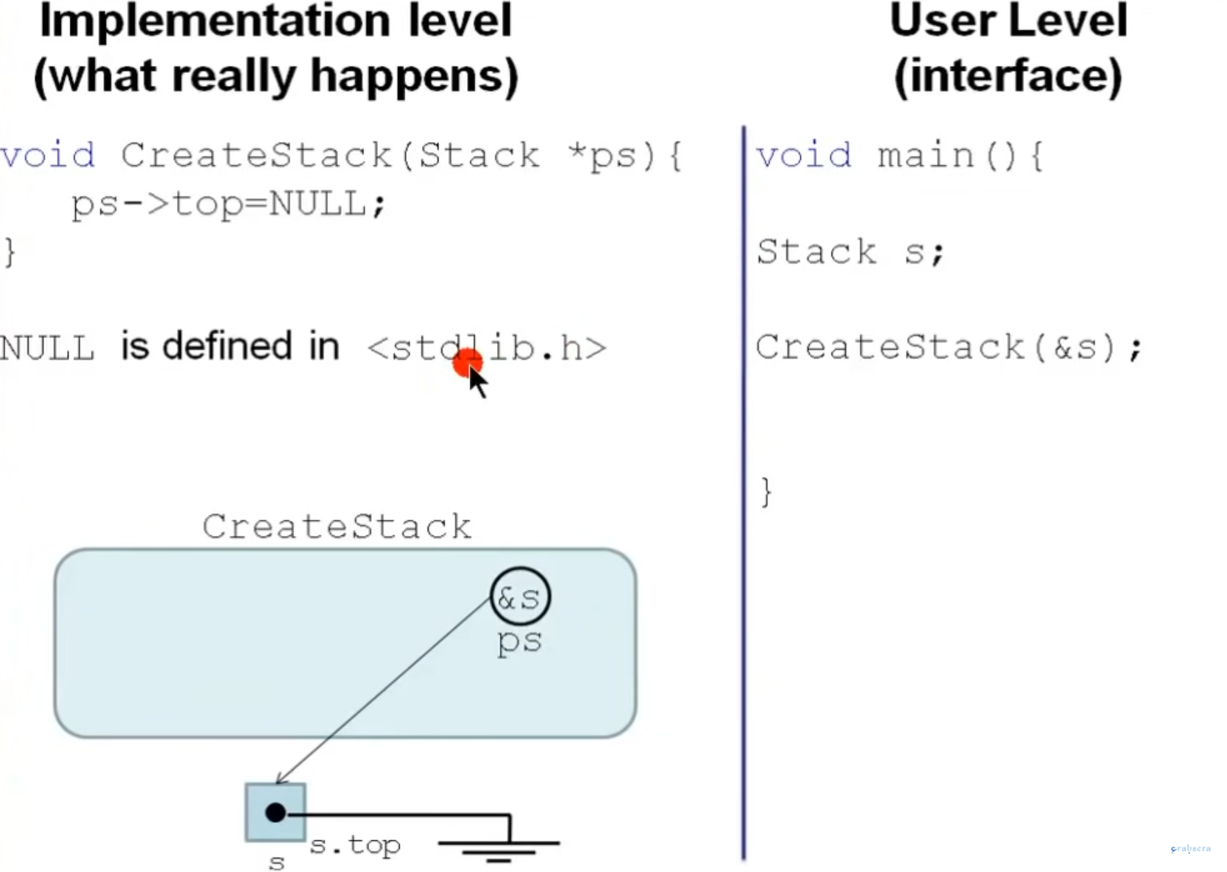 Implementation level
(what really happens)
void CreateStack(Stack *ps){
ps->top=NULL;
}
NULL is defined in <stdlib.h>
CreateStack
&s
ps
s.top
s
User Level
(interface)
void main(){
Stack s;
CreateStack(&s);
}